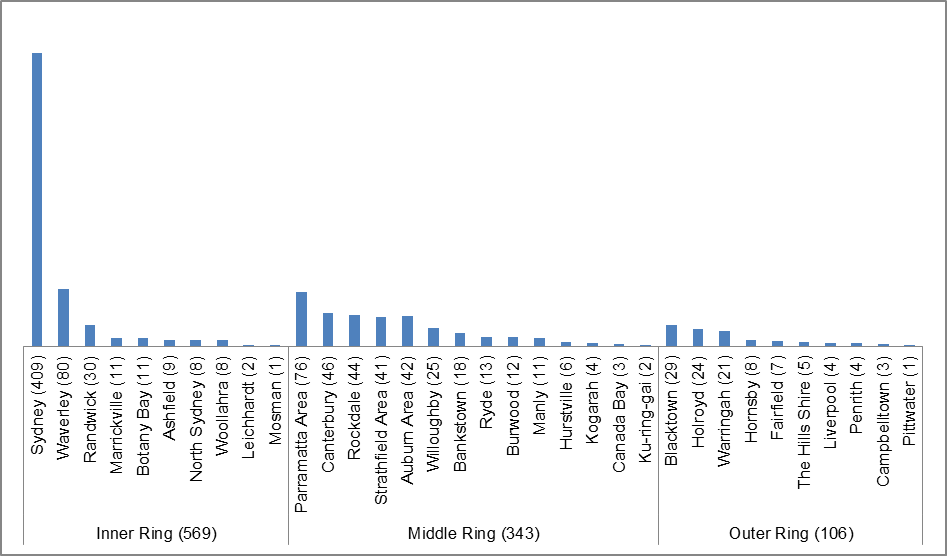 Sydney (409)
Waverley (80)
Randwick (30)
Marrickville (11)
Botany Bay (11)
Ashfield (9)
North Sydney (8)
Woollahra (8)
Leichhardt (2)
Mosman (1)
Parramatta Area (76)
Canterbury (46)
Rockdale (44)
Strathfield Area (41)
Auburn Area (42)
Willoughby (25)
Bankstown (18)
Ryde (13)
Burwood (12)
Manly (11)
Hurstville (6)
Kogarah (4)
Canada Bay (3)
Ku-ring-gai (2)
Blacktown (29)
Holroyd (24)
Warringah (21)
Hornsby (8)
Fairfield (7)
The Hills Shire (5)
Liverpool (4)
Penrith (4)
Campbelltown (3)
Pittwater (1)
Inner Ring (569)
Middle Ring (343)
Outer Ring (106)